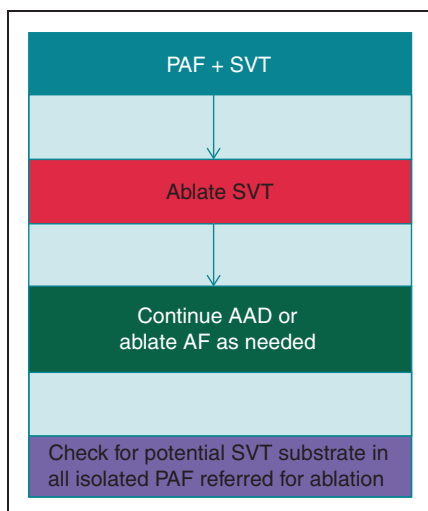 PAF + SVT
Ablate SVT
Continue AAD or
ablate AF as needed
Check for potential SVT substrate in
all isolated PAF referred for ablation